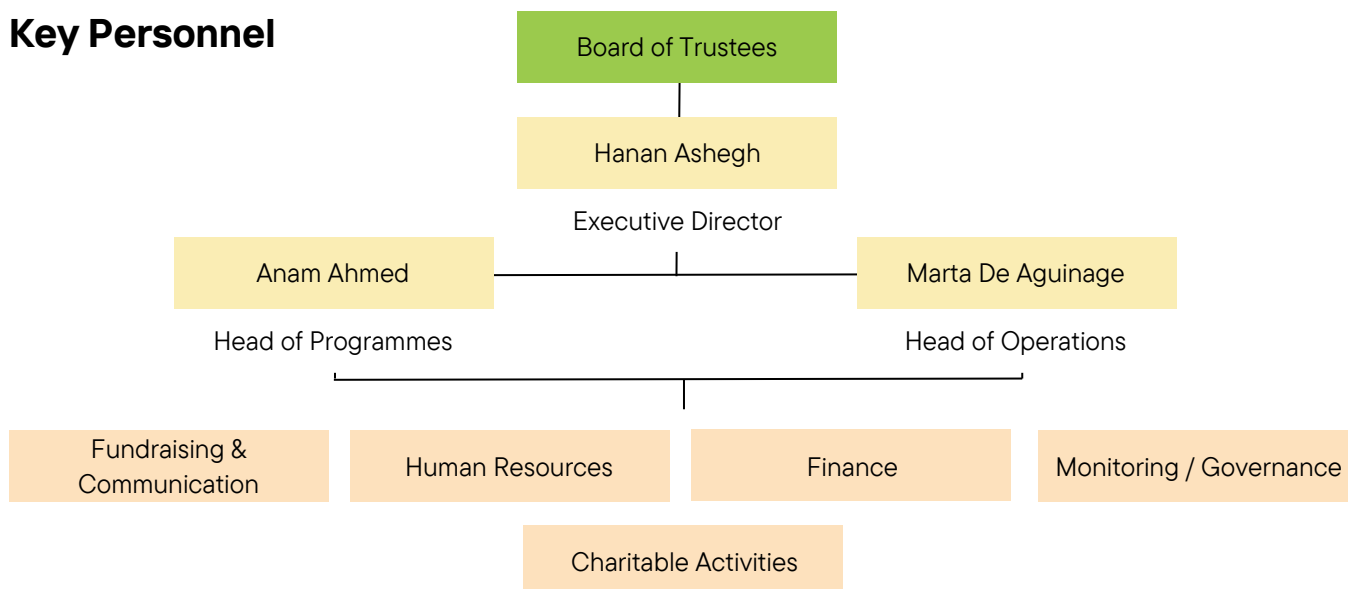 Key Personnel
Board of Trustees
Hanan Ashegh
Executive Director
Anam Ahmed
Marta De Aguinage
Head of Programmes
Head of Operations
Fundraising &
Communication
Human Resources
Finance
Monitoring / Governance
Charitable Activities